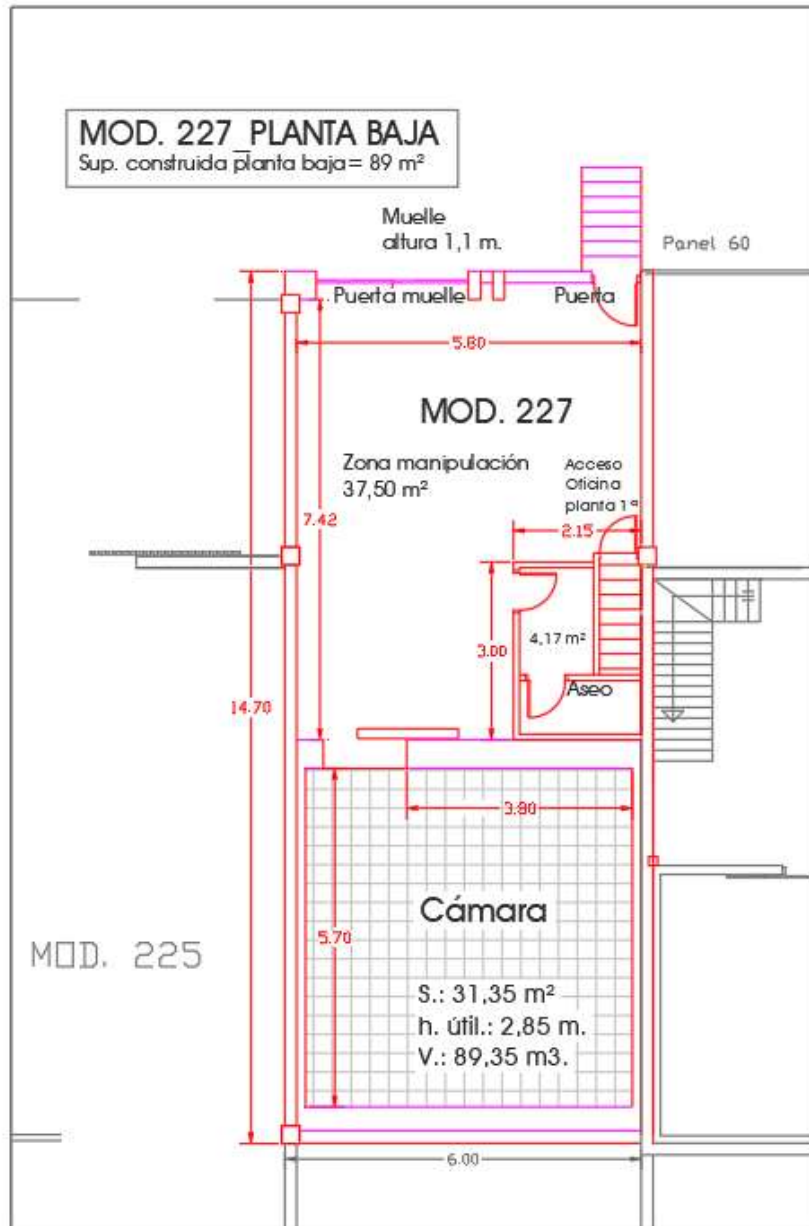 MOD. 227_PLANTA BAJA
Sup. construida planta baja= 89 m²
Muelle
altura 1,1 m.
Panel 60
Puerta muelle
Puerta
5.80
MOD. 227
Zona manipulación
37,50 m²
Acceso
Oficina
planta 1ª
7.42
2.15
3.00
4,17 m²
Aseo
14.70
3.80
Cámara
5.70
MOD. 225
S.: 31,35 m²
h. útil.: 2,85 m.
V.: 89,35 m3.
6.00